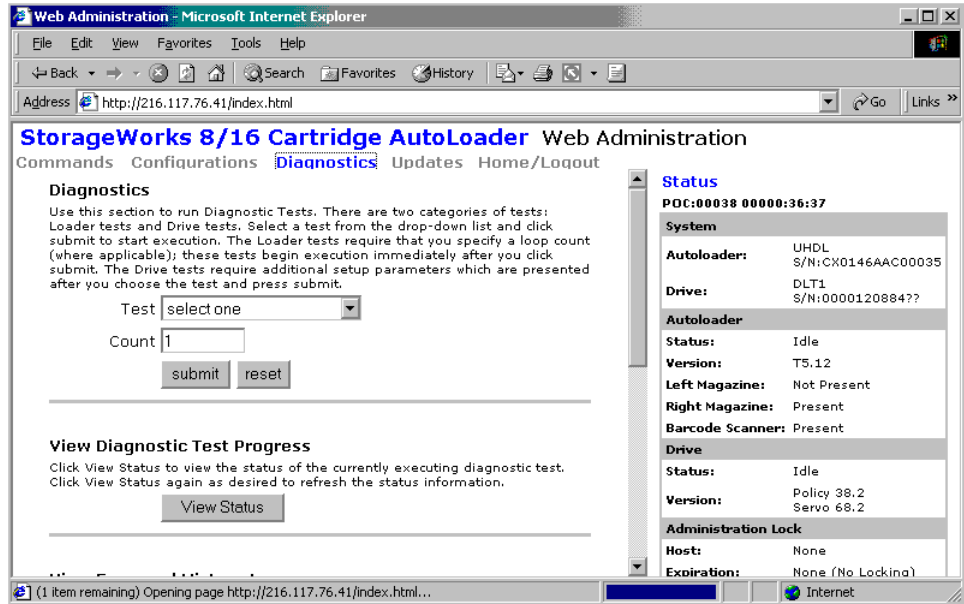 Web Administration - Microsoft Internet Explorer
File Edit View Favorites Tools Help
Back Search Favorites History
Address http://216.117.76.41/index.html Go Links »
StorageWorks 8/16 Cartridge AutoLoader Web Administration
Commands Configurations Diagnostics Updates Home/Logout
Diagnostics
Use this section to run Diagnostic Tests. There are two categories of tests:
Loader tests and Drive tests. Select a test from the drop-down list and click
submit to start execution. The Loader tests require that you specify a loop count
(where applicable); these tests begin execution immediately after you click
submit. The Drive tests require additional setup parameters which are presented
after you choose the test and press submit.
Test select one
Count 1
submit reset
View Diagnostic Test Progress
Click View Status to view the status of the currently executing diagnostic test.
Click View Status again as desired to refresh the status information.
View Status
Status
POC:00038 00000:36:37
System
Autoloader: UHDL
S/N:CX0146AAC00035
Drive: DLT1
S/N:0000120884??
Autoloader
Status: Idle
Version: T5.12
Left Magazine: Not Present
Right Magazine: Present
Barcode Scanner: Present
Drive
Status: Idle
Version: Policy 38.2
Servo 68.2
Administration Lock
Host: None
Expiration: None (No Locking)
(1 item remaining) Opening page http://216.117.76.41/index.html... Internet